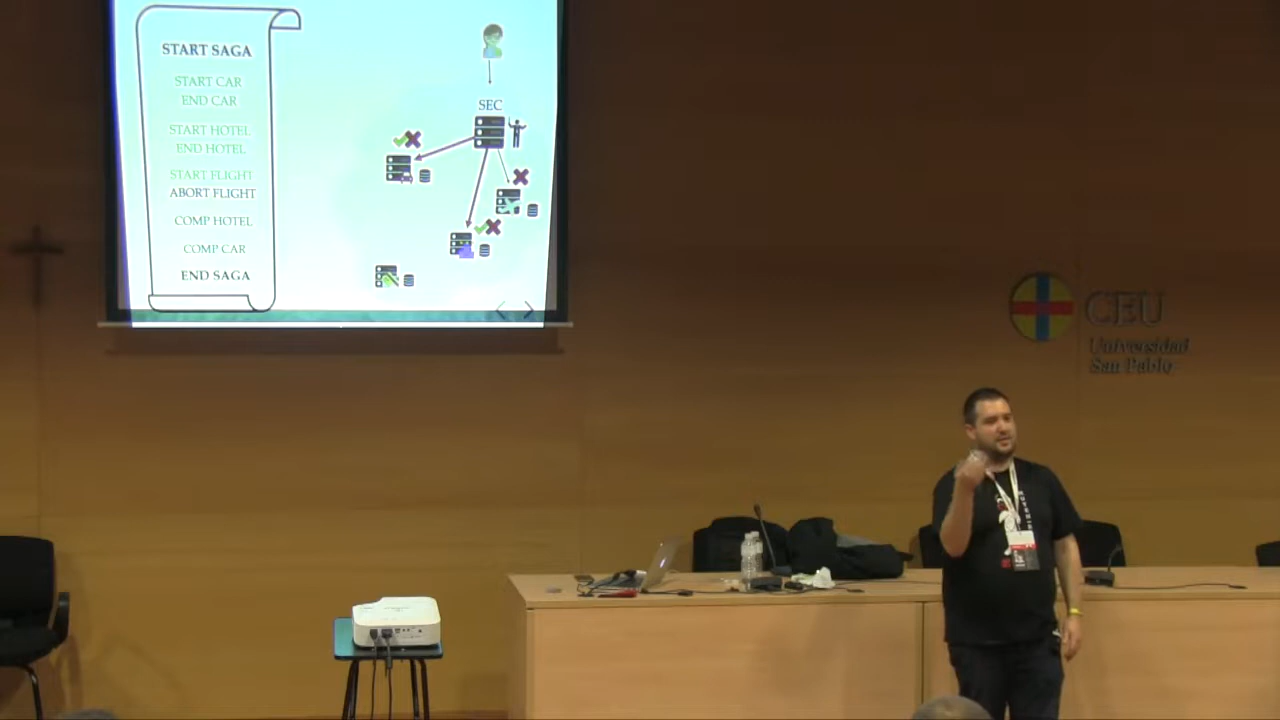 START SAGA
START CAR
END CAR
START HOTEL
END HOTEL
START FLIGHT
ABORT FLIGHT
COMP HOTEL
COMP CAR
END SAGA
SEC
CEU
Universidad
San Pablo